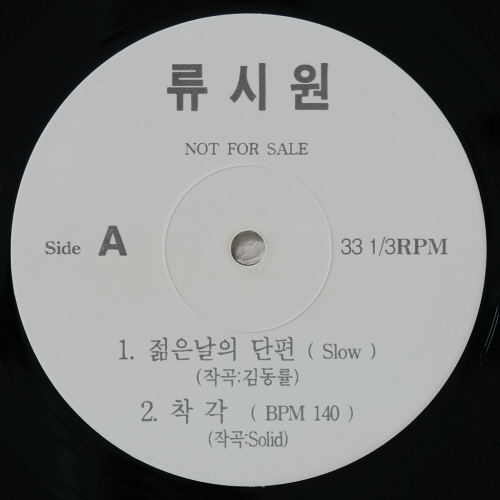 류시원
NOT FOR SALE
Side A 33 1/3RPM
1. 젊은날의 단편 ( Slow )
(작곡:김동률)
2. 착각 ( BPM 140 )
(작곡:Solid)